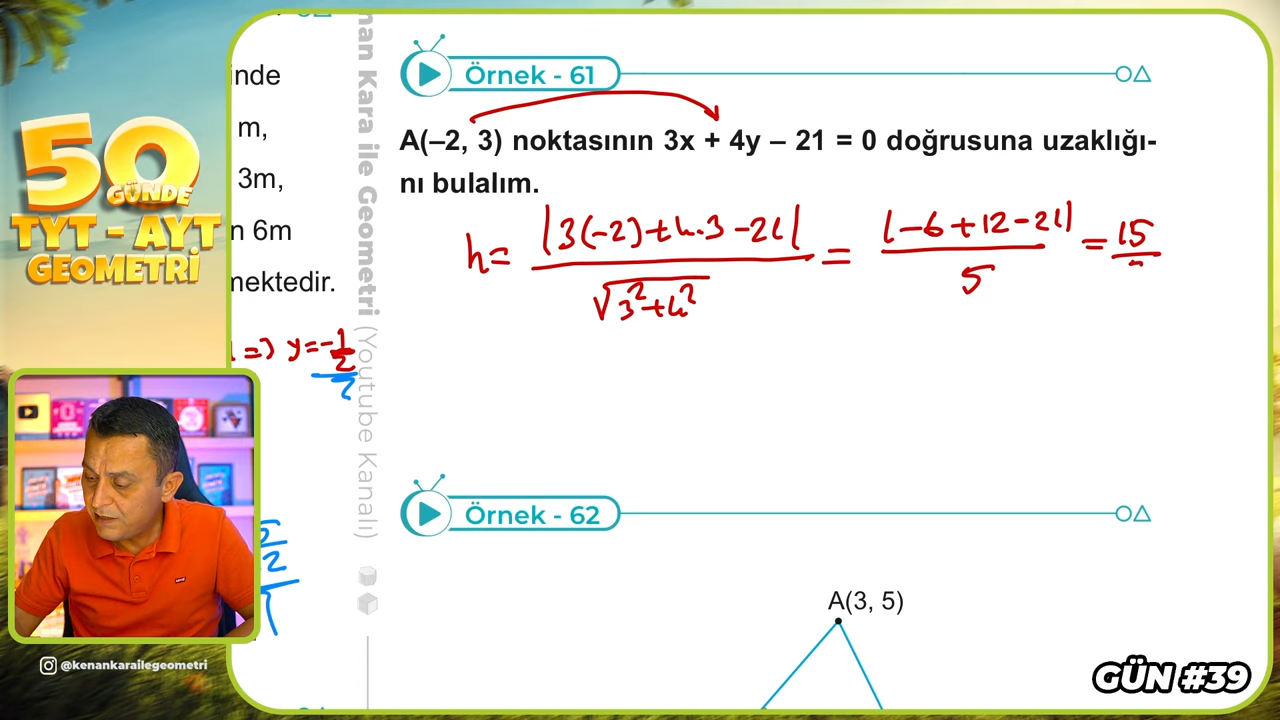 50
GÜNDE
TYT - AYT
GEOMETRİ
inde
m,
3m,
n 6m
mektedir.
=> y = -1/2
nan Kara ile Geometri (Youtube Kanalı)
Örnek - 61
A(–2, 3) noktasının 3x + 4y – 21 = 0 doğrusuna uzaklığı-
nı bulalım.
h = |3(-2)+4.3-21| / √3²+4² = |-6+12-21| / 5 = 15
Örnek - 62
A(3, 5)
@kenankarailegeometri
GÜN #39